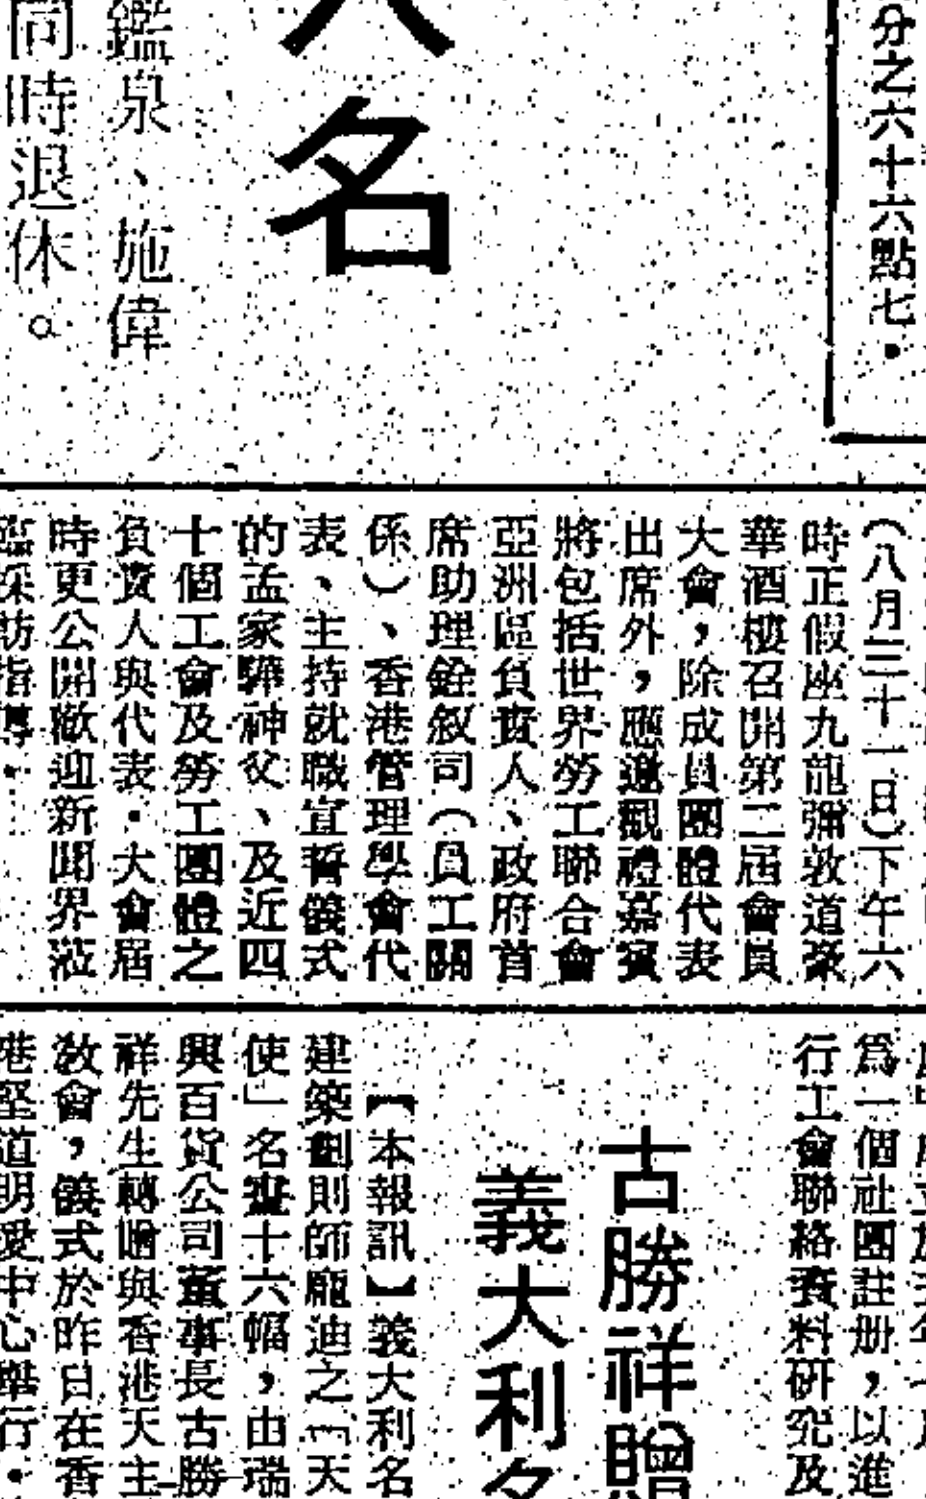 分之六十六點七．
名
鑑泉、施偉
同時退休。
（八月三十一日）下午六
時正假座九龍彌敦道豪
華酒樓召開第二屆會員
大會，除成員團體代表
出席外，應邀觀禮嘉賓
將包括世界勞工聯合會
亞洲區負責人、政府首
席助理銓敘司（員工關
係）、香港管理學會代
表、主持就職宣誓儀式
的孟家驊神父、及近四
十個工會及勞工團體之
負責人與代表．大會屆
時更公開歡迎新聞界蒞
臨採訪指導．
為一個社團註册，以進
行工會聯絡資料研究及
古勝祥贈
義大利名
【本報訊】義大利名
建築劃則師龐迪之「天
使」名畫十六幅，由瑞
興百貨公司董事長古勝
祥先生轉贈與香港天主
教會，儀式於昨日在香
港堅道明愛中心舉行．